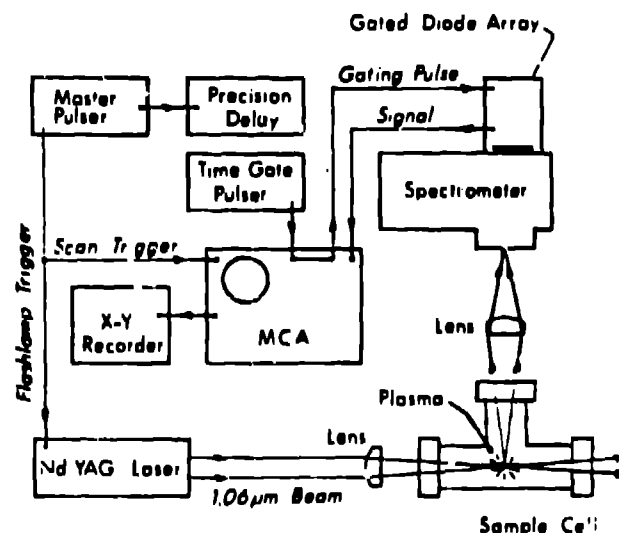 Gated Diode Array
Gating Pulse
Master
Pulser
Precision
Delay
Signal
Time Gate
Pulser
Spectrometer
Scan Trigger
Flashlamp Trigger
X-Y
Recorder
MCA
Lens
Plasma
Lens
Nd YAG Laser
1.06µm Beam
Sample Cell